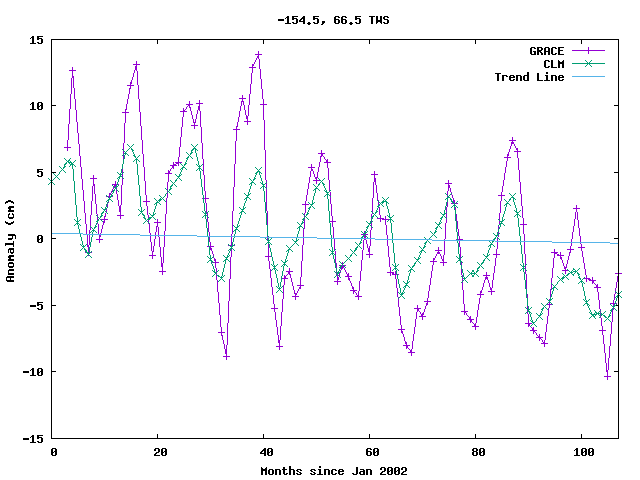 -154.5, 66.5 TWS
GRACE
CLM
Trend Line
15
10
5
0
-5
-10
-15
Anomaly (cm)
0 20 40 60 80 100
Months since Jan 2002